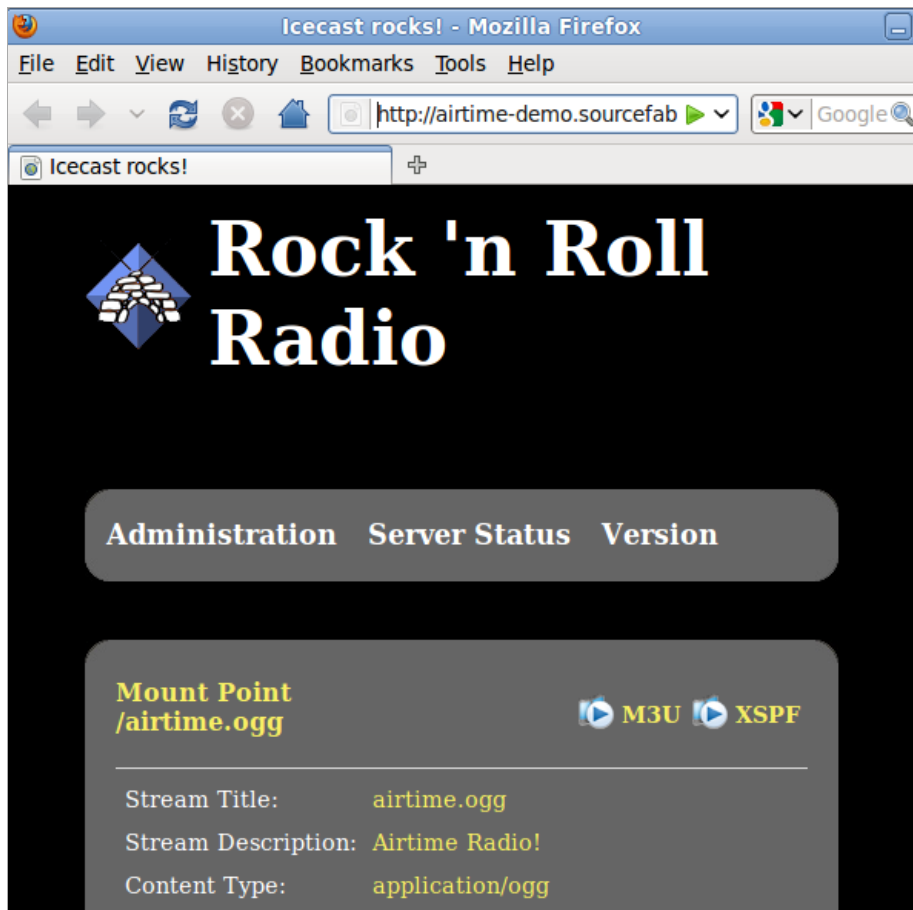 Icecast rocks! - Mozilla Firefox
File Edit View History Bookmarks Tools Help
http://airtime-demo.sourcefab Google
Icecast rocks!
Rock 'n Roll
Radio
Administration Server Status Version
Mount Point
/airtime.ogg
M3U XSPF
Stream Title: airtime.ogg
Stream Description: Airtime Radio!
Content Type: application/ogg